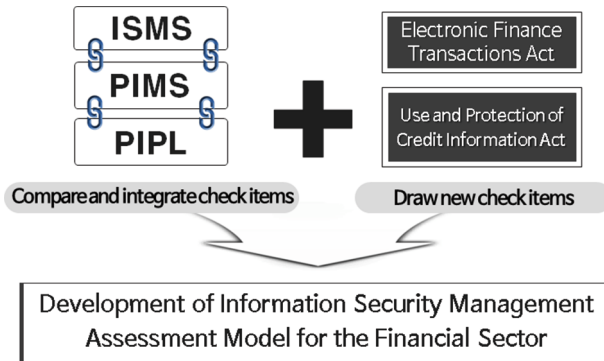 ISMS
PIMS
PIPL
Compare and integrate check items
Electronic Finance
Transactions Act
Use and Protection of
Credit Information Act
Draw new check items
Development of Information Security Management
Assessment Model for the Financial Sector